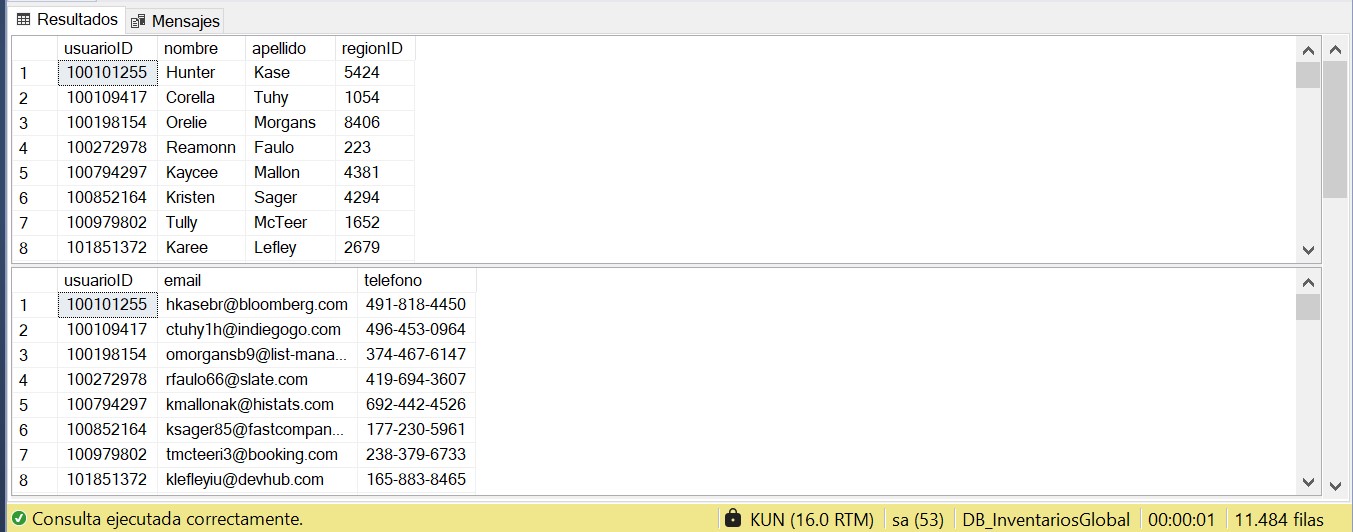 Resultados Mensajes
usuarioID nombre apellido regionID
1 100101255 Hunter Kase 5424
2 100109417 Corella Tuhy 1054
3 100198154 Orelie Morgans 8406
4 100272978 Reamonn Faulo 223
5 100794297 Kaycee Mallon 4381
6 100852164 Kristen Sager 4294
7 100979802 Tully McTeer 1652
8 101851372 Karee Lefley 2679
usuarioID email telefono
1 100101255 hkasebr@bloomberg.com 491-818-4450
2 100109417 ctuhy1h@indiegogo.com 496-453-0964
3 100198154 omorgansb9@list-mana... 374-467-6147
4 100272978 rfaulo66@slate.com 419-694-3607
5 100794297 kmallonak@histats.com 692-442-4526
6 100852164 ksager85@fastcompan... 177-230-5961
7 100979802 tmcteeri3@booking.com 238-379-6733
8 101851372 klefleyiu@devhub.com 165-883-8465
Consulta ejecutada correctamente. KUN (16.0 RTM) sa (53) DB_InventariosGlobal 00:00:01 11.484 filas